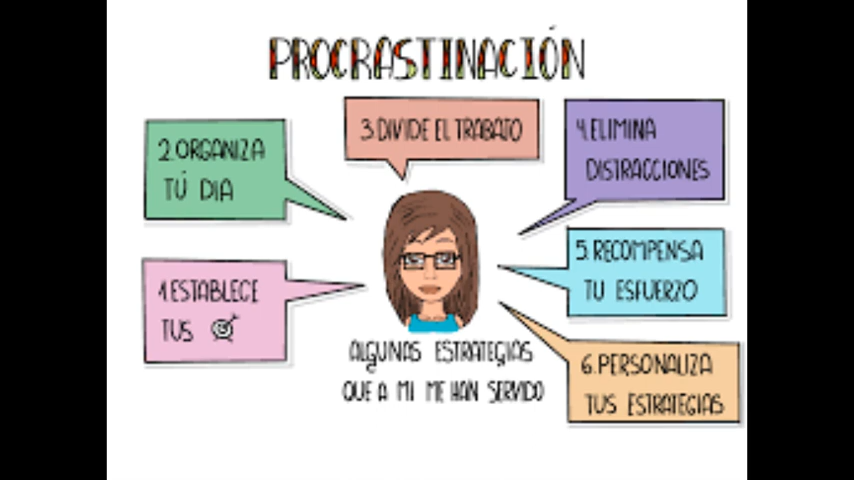 PROCRASTINACIÓN
1.ESTABLECE
TUS
2.ORGANIZA
TÚ DIA
3.DIVIDE EL TRABAJO
4.ELIMINA
DISTRACCIONES
5.RECOMPENSA
TU ESFUERZO
6.PERSONALIZA
TUS ESTRATEGIAS
ALGUNAS ESTRATEGIAS
QUE A MI ME HAN SERVIDO